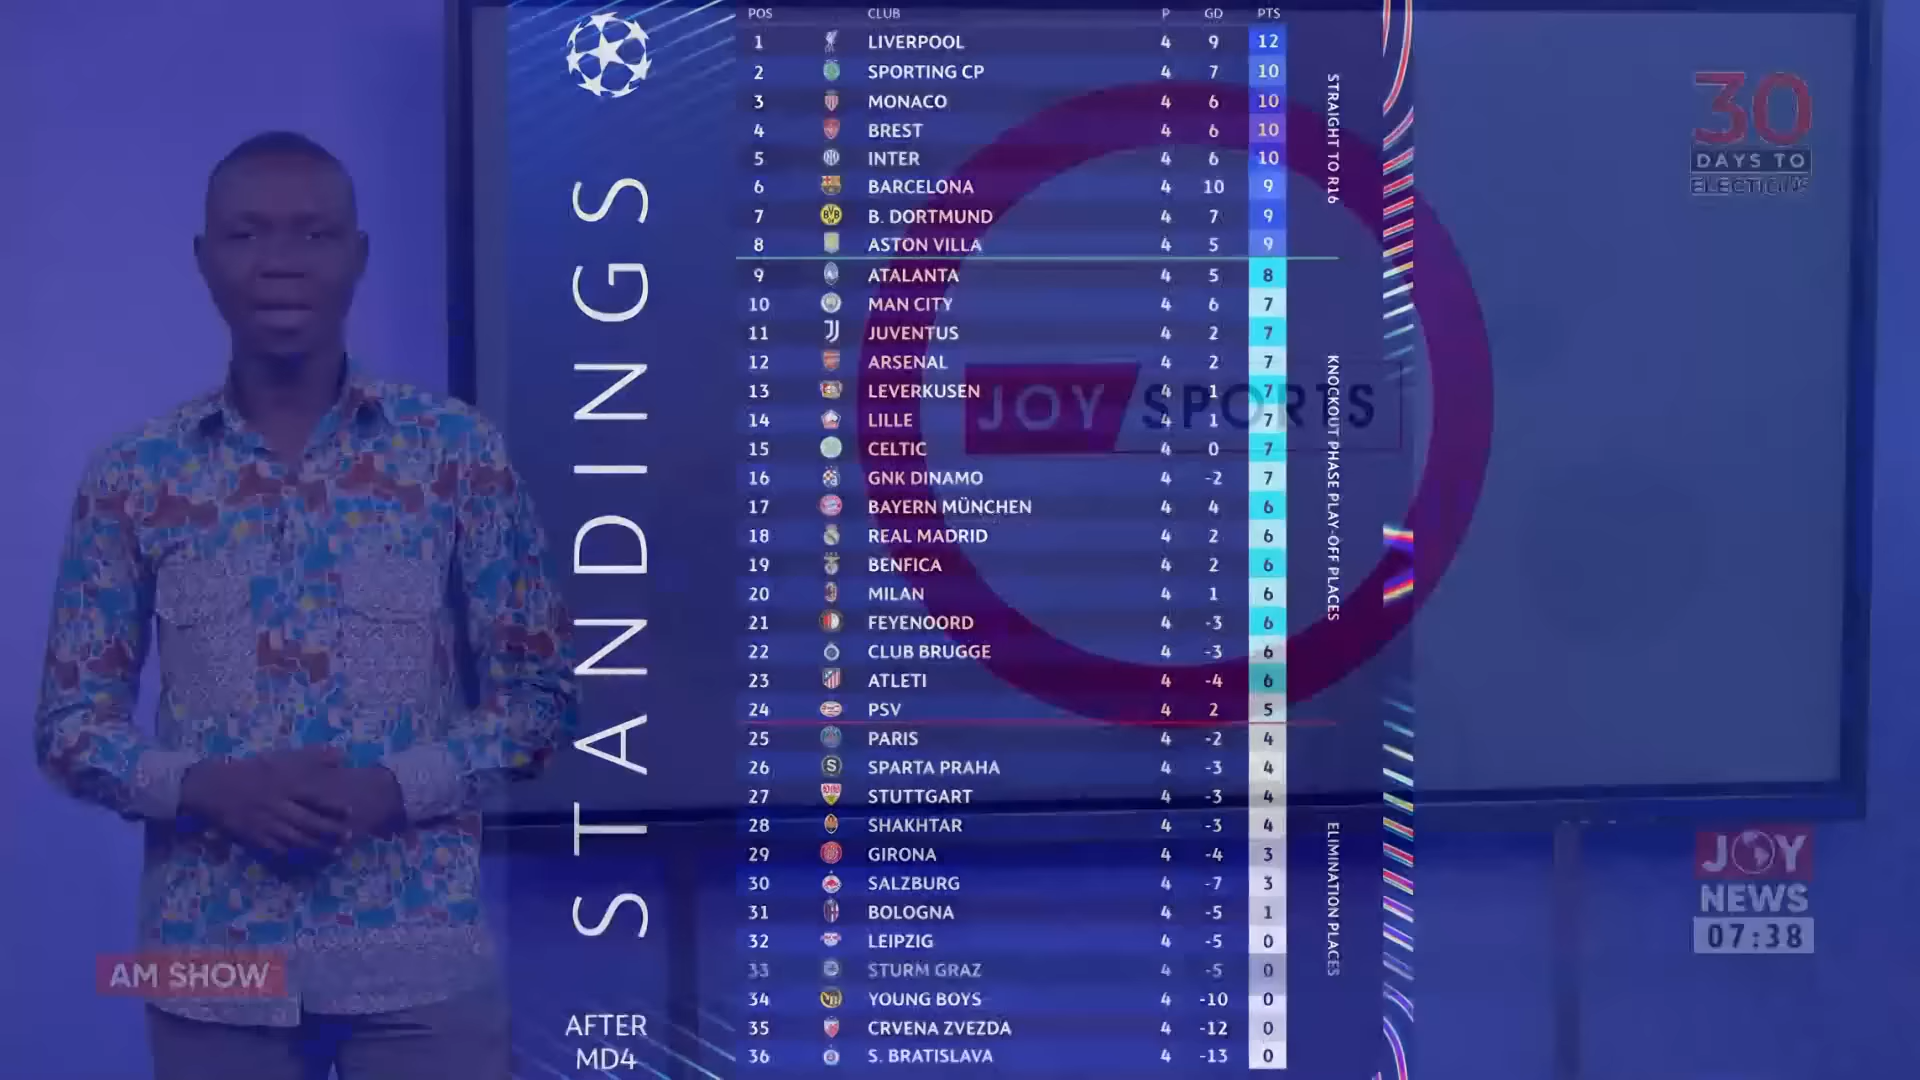 POS CLUB P GD PTS
1 LIVERPOOL 4 9 12
2 SPORTING CP 4 7 10
3 MONACO 4 6 10
4 BREST 4 6 10
5 INTER 4 6 10
6 BARCELONA 4 10 9
7 B. DORTMUND 4 7 9
8 ASTON VILLA 4 5 9
9 ATALANTA 4 5 8
10 MAN CITY 4 6 7
11 JUVENTUS 4 2 7
12 ARSENAL 4 2 7
13 LEVERKUSEN 4 1 7
14 LILLE 4 1 7
15 CELTIC 4 0 7
16 GNK DINAMO 4 -2 7
17 BAYERN MÜNCHEN 4 4 6
18 REAL MADRID 4 2 6
19 BENFICA 4 2 6
20 MILAN 4 1 6
21 FEYENOORD 4 -3 6
22 CLUB BRUGGE 4 -3 6
23 ATLETI 4 -4 6
24 PSV 4 2 5
25 PARIS 4 -2 4
26 SPARTA PRAHA 4 -3 4
27 STUTTGART 4 -3 4
28 SHAKHTAR 4 -3 4
29 GIRONA 4 -4 3
30 SALZBURG 4 -7 3
31 BOLOGNA 4 -5 1
32 LEIPZIG 4 -5 0
33 STURM GRAZ 4 -5 0
34 YOUNG BOYS 4 -10 0
35 CRVENA ZVEZDA 4 -12 0
36 S. BRATISLAVA 4 -13 0
STANDINGS
AFTER
MD4
STRAIGHT TO R16
KNOCKOUT PHASE PLAY-OFF PLACES
ELIMINATION PLACES
JOY SPORTS
30
DAYS TO
ELECTIONS
JOY
NEWS
07:38
AM SHOW